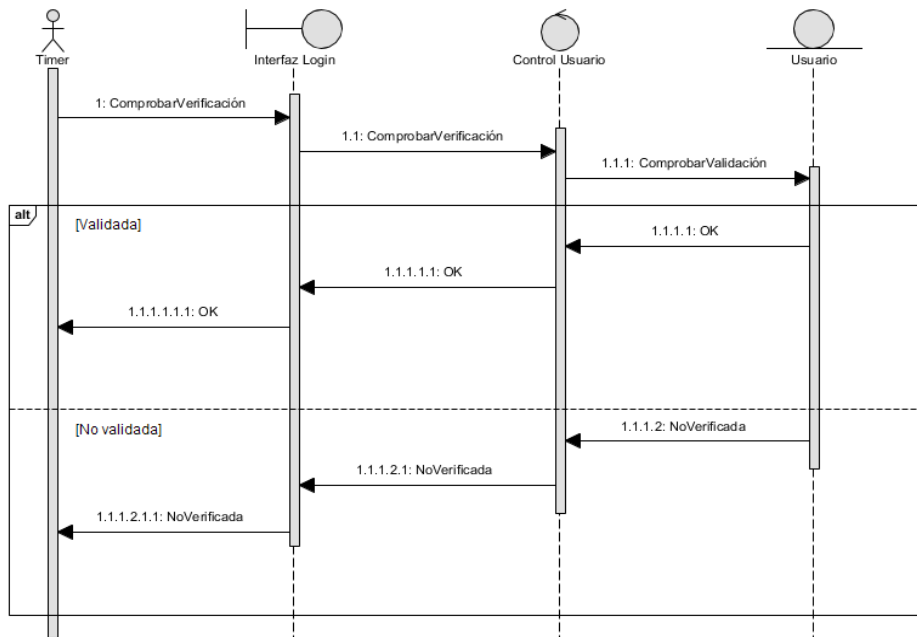 Timer
Interfaz Login
Control Usuario
Usuario
1: ComprobarVerificación
1.1: ComprobarVerificación
1.1.1: ComprobarValidación
alt
[Validada]
1.1.1.1: OK
1.1.1.1.1: OK
1.1.1.1.1.1: OK
[No validada]
1.1.1.2: NoVerificada
1.1.1.2.1: NoVerificada
1.1.1.2.1.1: NoVerificada